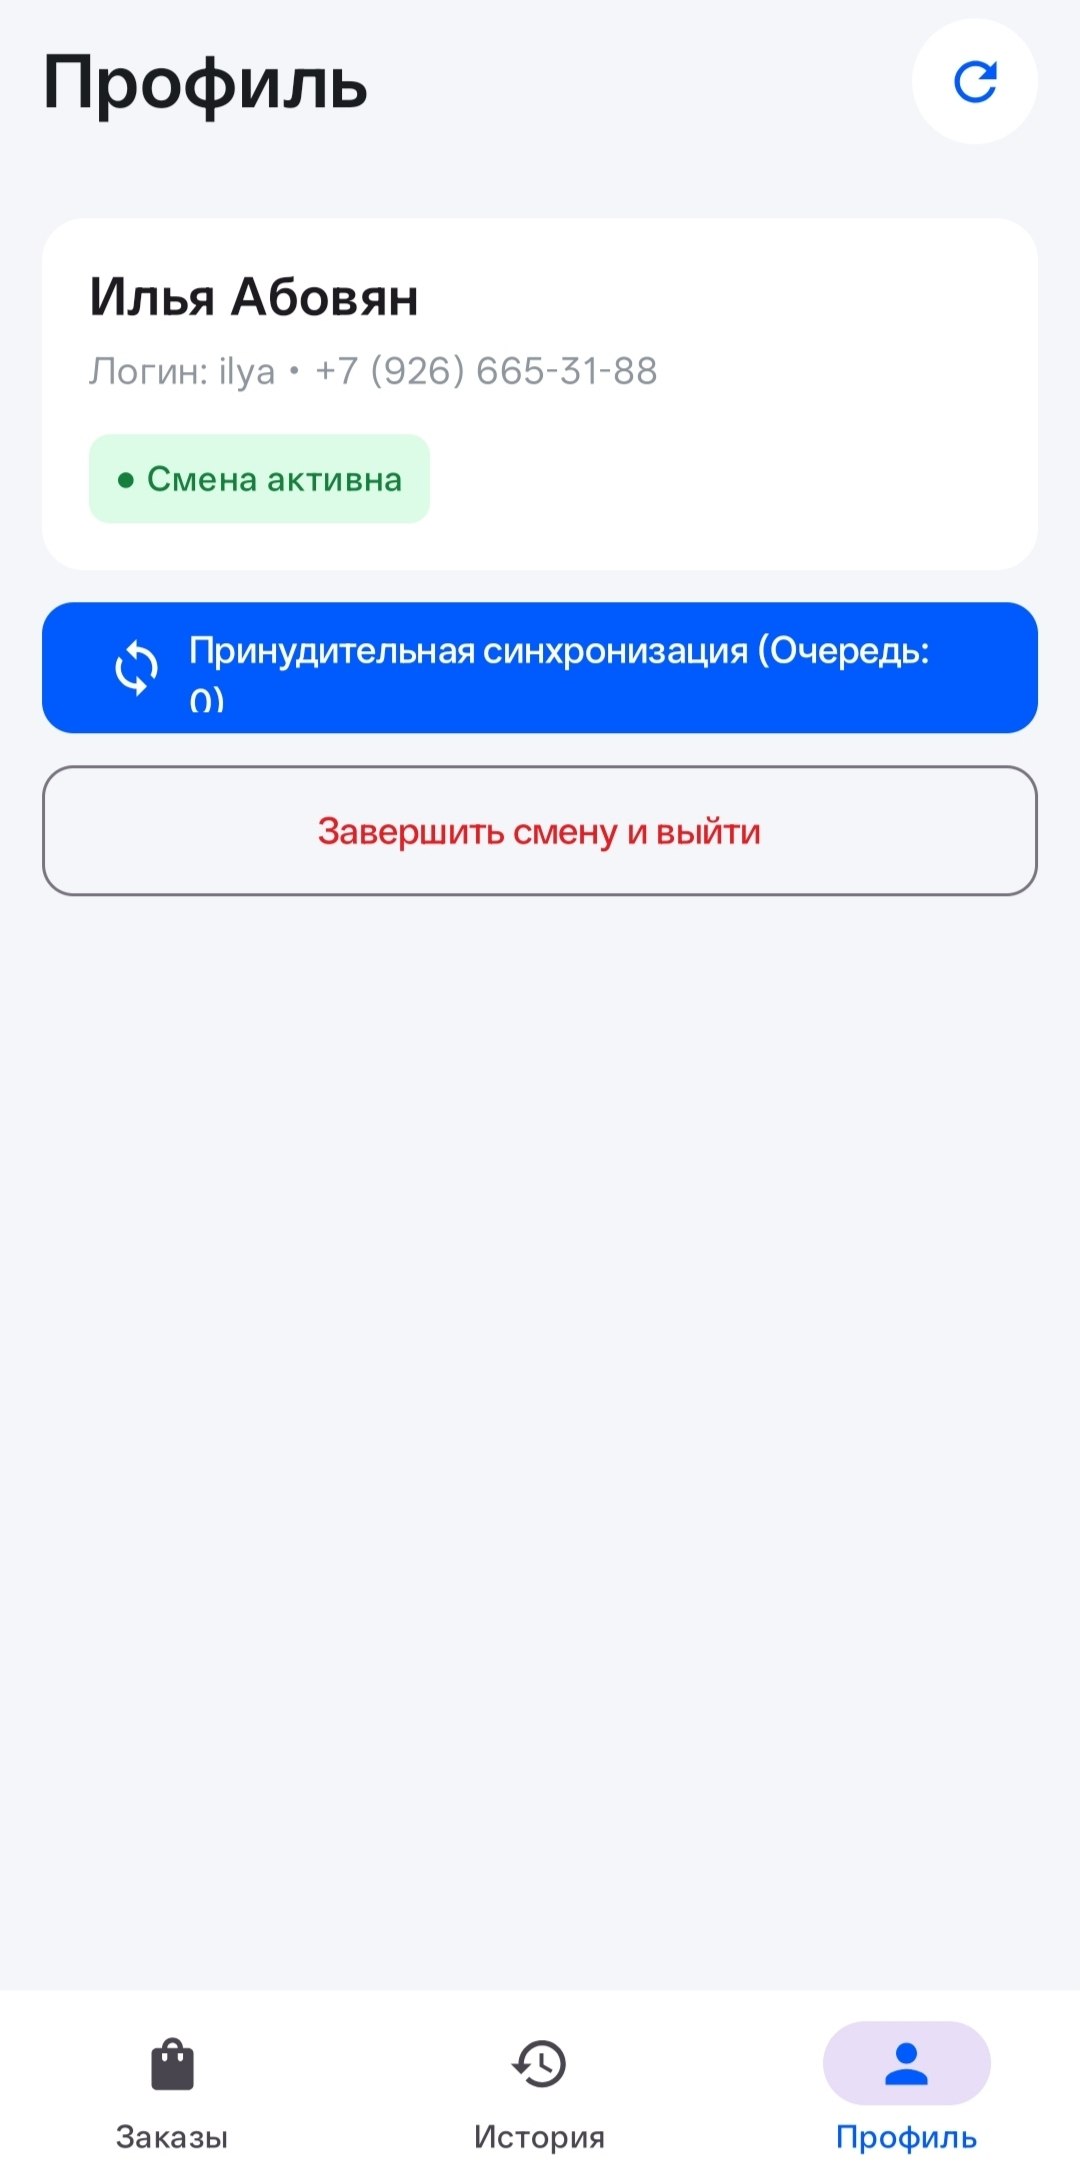 Профиль
Илья Абовян
Логин: ilya • +7 (926) 665-31-88
• Смена активна
Принудительная синхронизация (Очередь:
0)
Завершить смену и выйти
Заказы
История
Профиль